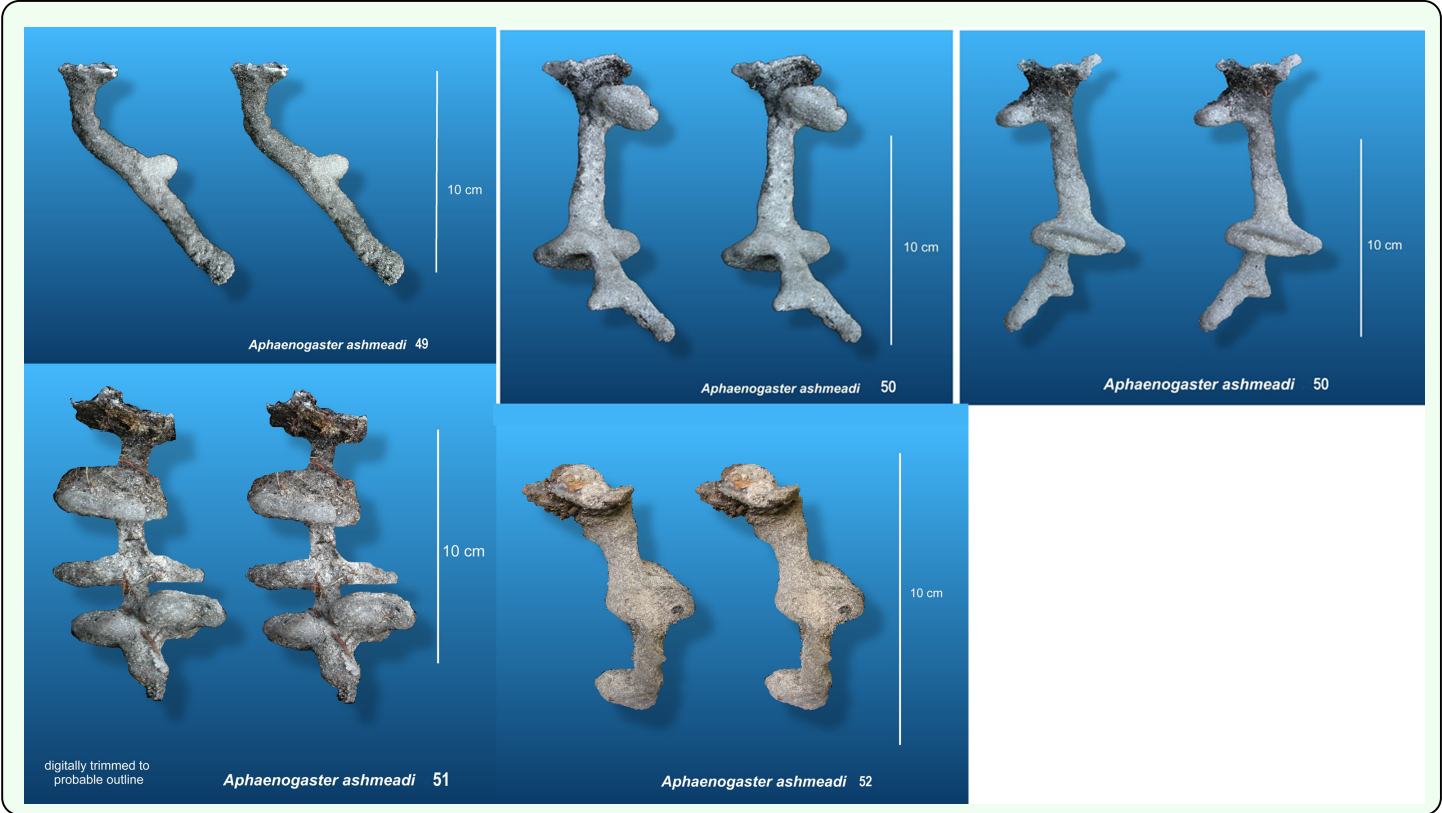 10 cm
Aphaenogaster ashmeadi 49
10 cm
Aphaenogaster ashmeadi 50
10 cm
Aphaenogaster ashmeadi 50
10 cm
digitally trimmed to
probable outline
Aphaenogaster ashmeadi 51
10 cm
Aphaenogaster ashmeadi 52